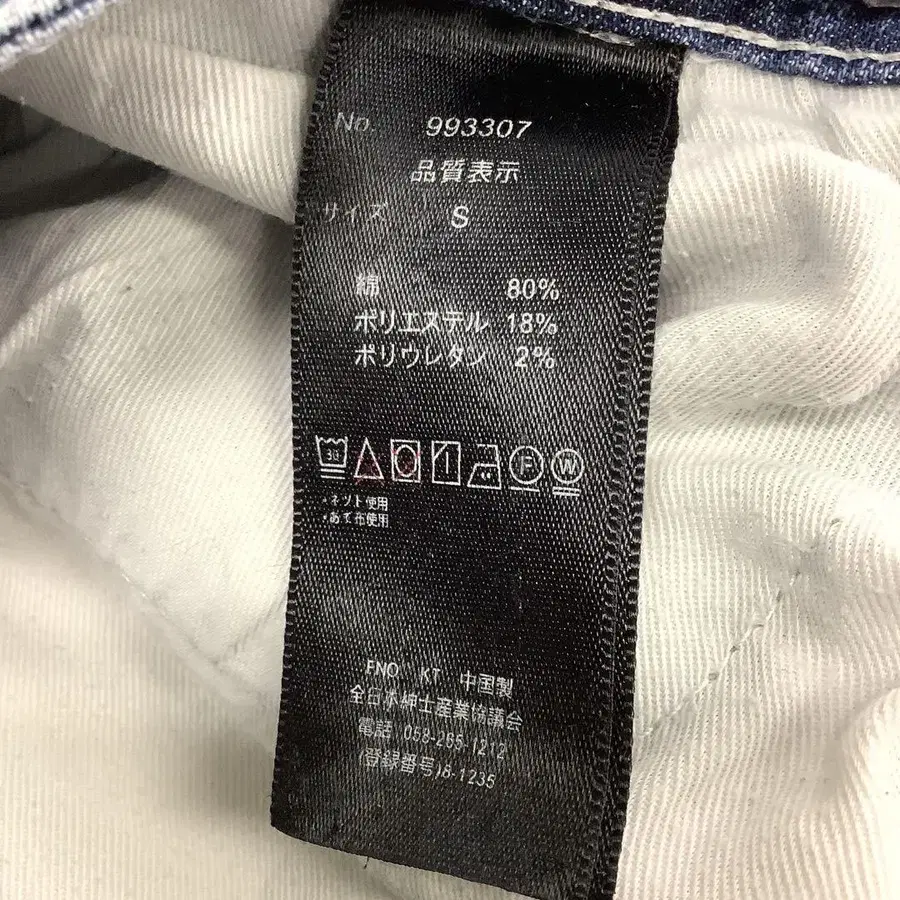 No. 993307
品質表示
サイズ S
綿 80%
ポリエステル 18%
ポリウレタン 2%
30 F W
・ネット使用
・あて布使用
FNO KT 中国製
全日本紳士産業協議会
電話 058-265-1212
(登録番号)8-1235